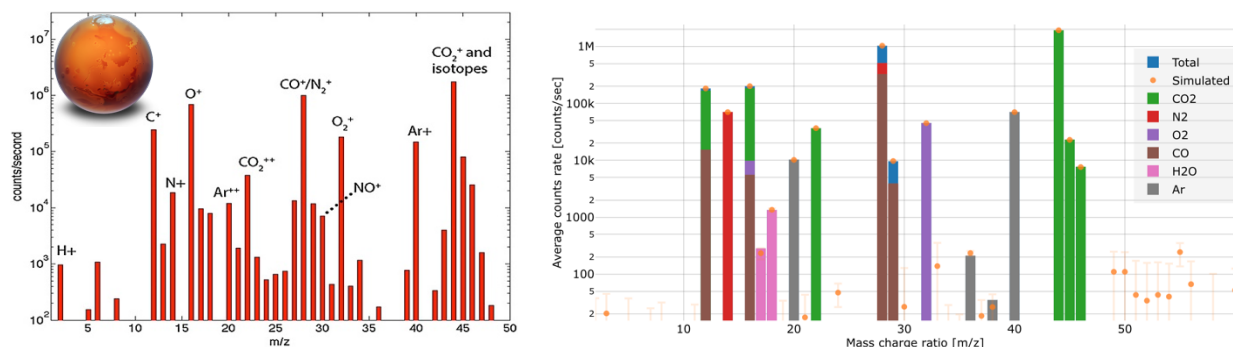 counts/second
10⁷
10⁶
10⁵
10⁴
10³
10²
H+
C⁺
N+
O⁺
Ar⁺⁺
CO₂⁺⁺
CO⁺/N₂⁺
O₂⁺
NO⁺
Ar+
CO₂⁺ and
isotopes
5 10 15 20 25 30 35 40 45 50
m/z
Average counts rate [counts/sec]
1M
5
2
100k
5
2
10k
5
2
1000
5
2
100
5
2
10 20 30 40 50
Mass charge ratio [m/z]
Total
Simulated
CO2
N2
O2
CO
H2O
Ar